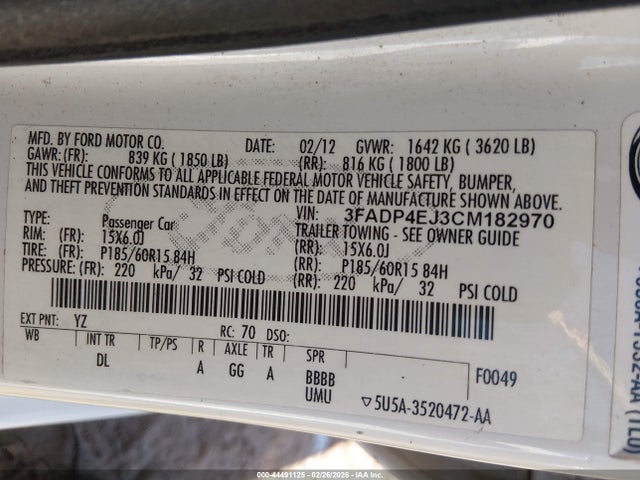 MFD. BY FORD MOTOR CO. DATE: 02/12 GVWR: 1642 KG ( 3620 LB)
GAWR: (FR): 839 KG ( 1850 LB) (RR): 816 KG ( 1800 LB)
THIS VEHICLE CONFORMS TO ALL APPLICABLE FEDERAL MOTOR VEHICLE SAFETY, BUMPER,
AND THEFT PREVENTION STANDARDS IN EFFECT ON THE DATE OF MANUFACTURE SHOWN ABOVE.
VIN: 3FADP4EJ3CM182970
TYPE: Passenger Car TRAILER TOWING - SEE OWNER GUIDE
RIM: (FR): 15X6.0J (RR): 15X6.0J
TIRE: (FR): P185/60R15 84H (RR): P185/60R15 84H
PRESSURE: (FR): 220 kPa/ 32 PSI COLD (RR): 220 kPa/ 32 PSI COLD
EXT PNT: YZ RC: 70 DSO:
WB INT TR TP/PS R AXLE TR SPR
DL A GG A BBBB F0049
UMU ▽5U5A-3520472-AA
000-44491125 - 02/26/2026 - COPYRIGHT IAA